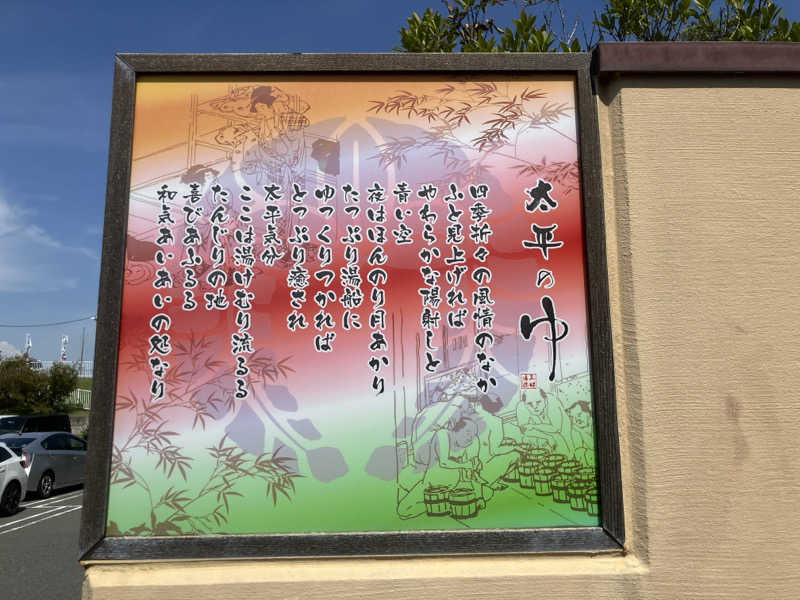 太平のゆ
四季折々の風情のなか
ふと見上げれば
やわらかな陽射しと
青い空
夜はほんのり月あかり
たっぷり湯船に
ゆっくりつかれば
とっぷり癒され
太平気分
ここは湯けむり流るる
たんじりの地
喜びあふるる
和気あいあいの処なり